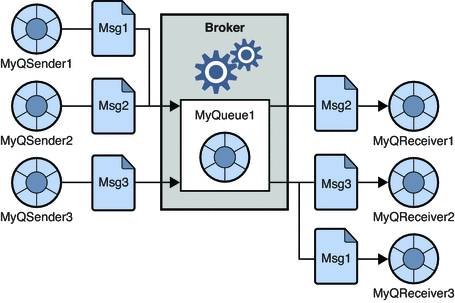 Broker
Msg1
MyQSender1
Msg2
MyQSender2
Msg3
MyQSender3
MyQueue1
Msg2
MyQReceiver1
Msg3
MyQReceiver2
Msg1
MyQReceiver3